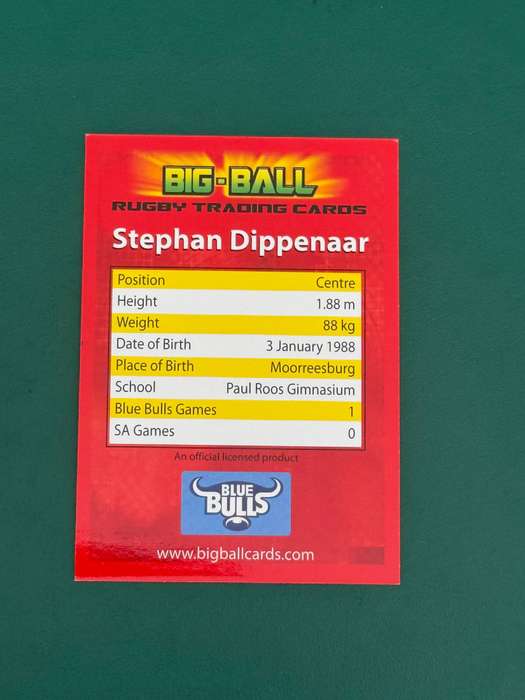 BIG-BALL
RUGBY TRADING CARDS
Stephan Dippenaar
Position Centre
Height 1.88 m
Weight 88 kg
Date of Birth 3 January 1988
Place of Birth Moorreesburg
School Paul Roos Gimnasium
Blue Bulls Games 1
SA Games 0
An official licensed product
BLUE
BULLS
www.bigballcards.com